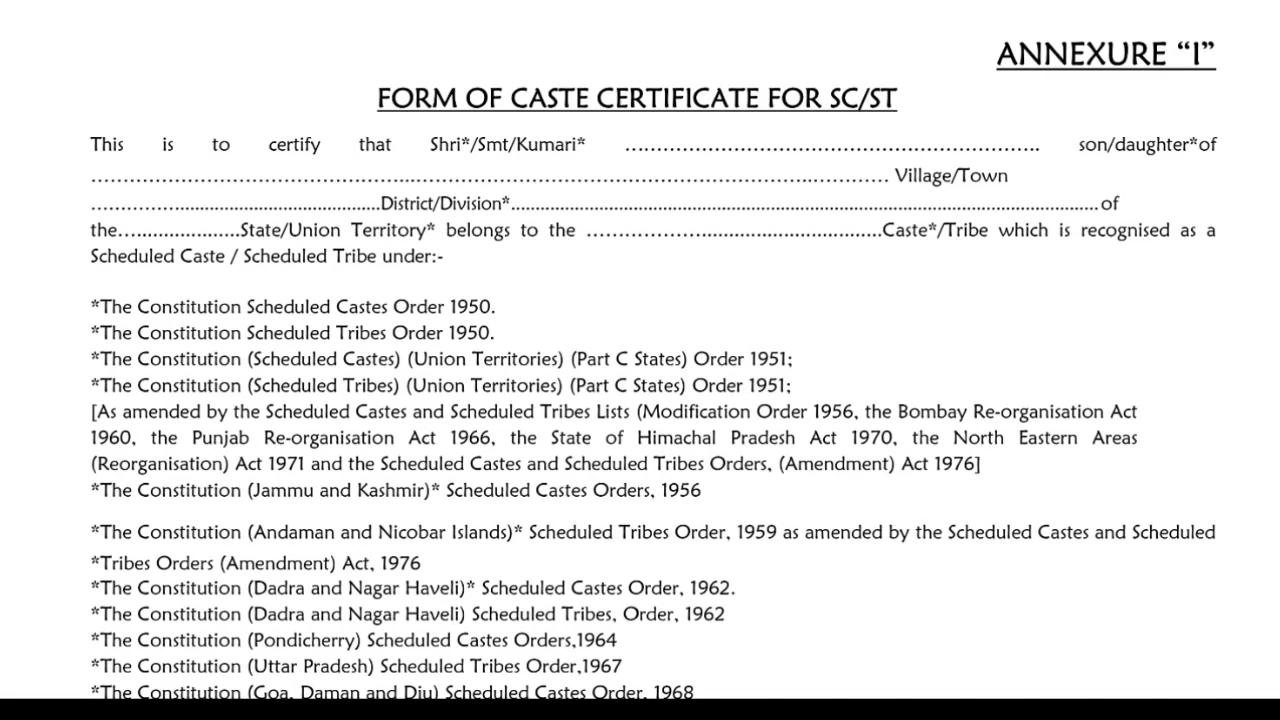 ANNEXURE “I”
FORM OF CASTE CERTIFICATE FOR SC/ST
This is to certify that Shri*/Smt/Kumari* …………………………………………….. son/daughter*of
…………………………………..…………………………………………..………… Village/Town
…………......................................District/Division*..............................................................................................................of
the…....................State/Union Territory* belongs to the ………………….................................Caste*/Tribe which is recognised as a
Scheduled Caste / Scheduled Tribe under:-
*The Constitution Scheduled Castes Order 1950.
*The Constitution Scheduled Tribes Order 1950.
*The Constitution (Scheduled Castes) (Union Territories) (Part C States) Order 1951;
*The Constitution (Scheduled Tribes) (Union Territories) (Part C States) Order 1951;
[As amended by the Scheduled Castes and Scheduled Tribes Lists (Modification Order 1956, the Bombay Re-organisation Act
1960, the Punjab Re-organisation Act 1966, the State of Himachal Pradesh Act 1970, the North Eastern Areas
(Reorganisation) Act 1971 and the Scheduled Castes and Scheduled Tribes Orders, (Amendment) Act 1976]
*The Constitution (Jammu and Kashmir)* Scheduled Castes Orders, 1956
*The Constitution (Andaman and Nicobar Islands)* Scheduled Tribes Order, 1959 as amended by the Scheduled Castes and Scheduled
*Tribes Orders (Amendment) Act, 1976
*The Constitution (Dadra and Nagar Haveli)* Scheduled Castes Order, 1962.
*The Constitution (Dadra and Nagar Haveli) Scheduled Tribes, Order, 1962
*The Constitution (Pondicherry) Scheduled Castes Orders,1964
*The Constitution (Uttar Pradesh) Scheduled Tribes Order,1967
*The Constitution (Goa, Daman and Diu) Scheduled Castes Order, 1968